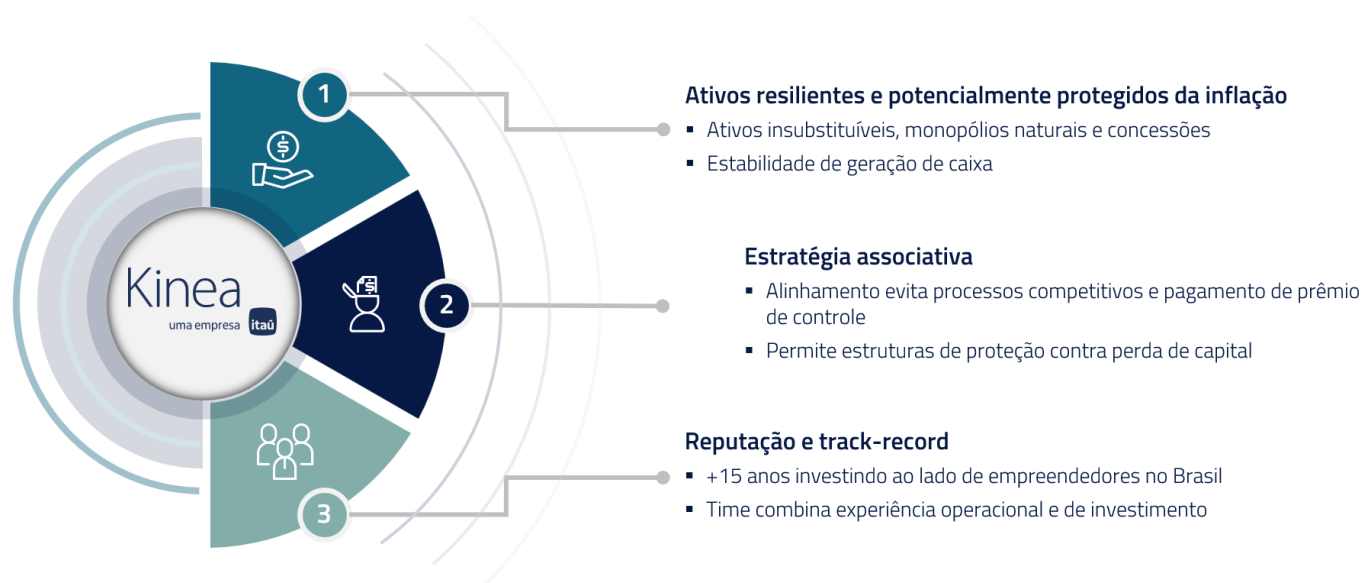 1
Ativos resilientes e potencialmente protegidos da inflação
▪ Ativos insubstituíveis, monopólios naturais e concessões
▪ Estabilidade de geração de caixa
Kinea
uma empresa itaú
2
Estratégia associativa
▪ Alinhamento evita processos competitivos e pagamento de prêmio
de controle
▪ Permite estruturas de proteção contra perda de capital
3
Reputação e track-record
▪ +15 anos investindo ao lado de empreendedores no Brasil
▪ Time combina experiência operacional e de investimento